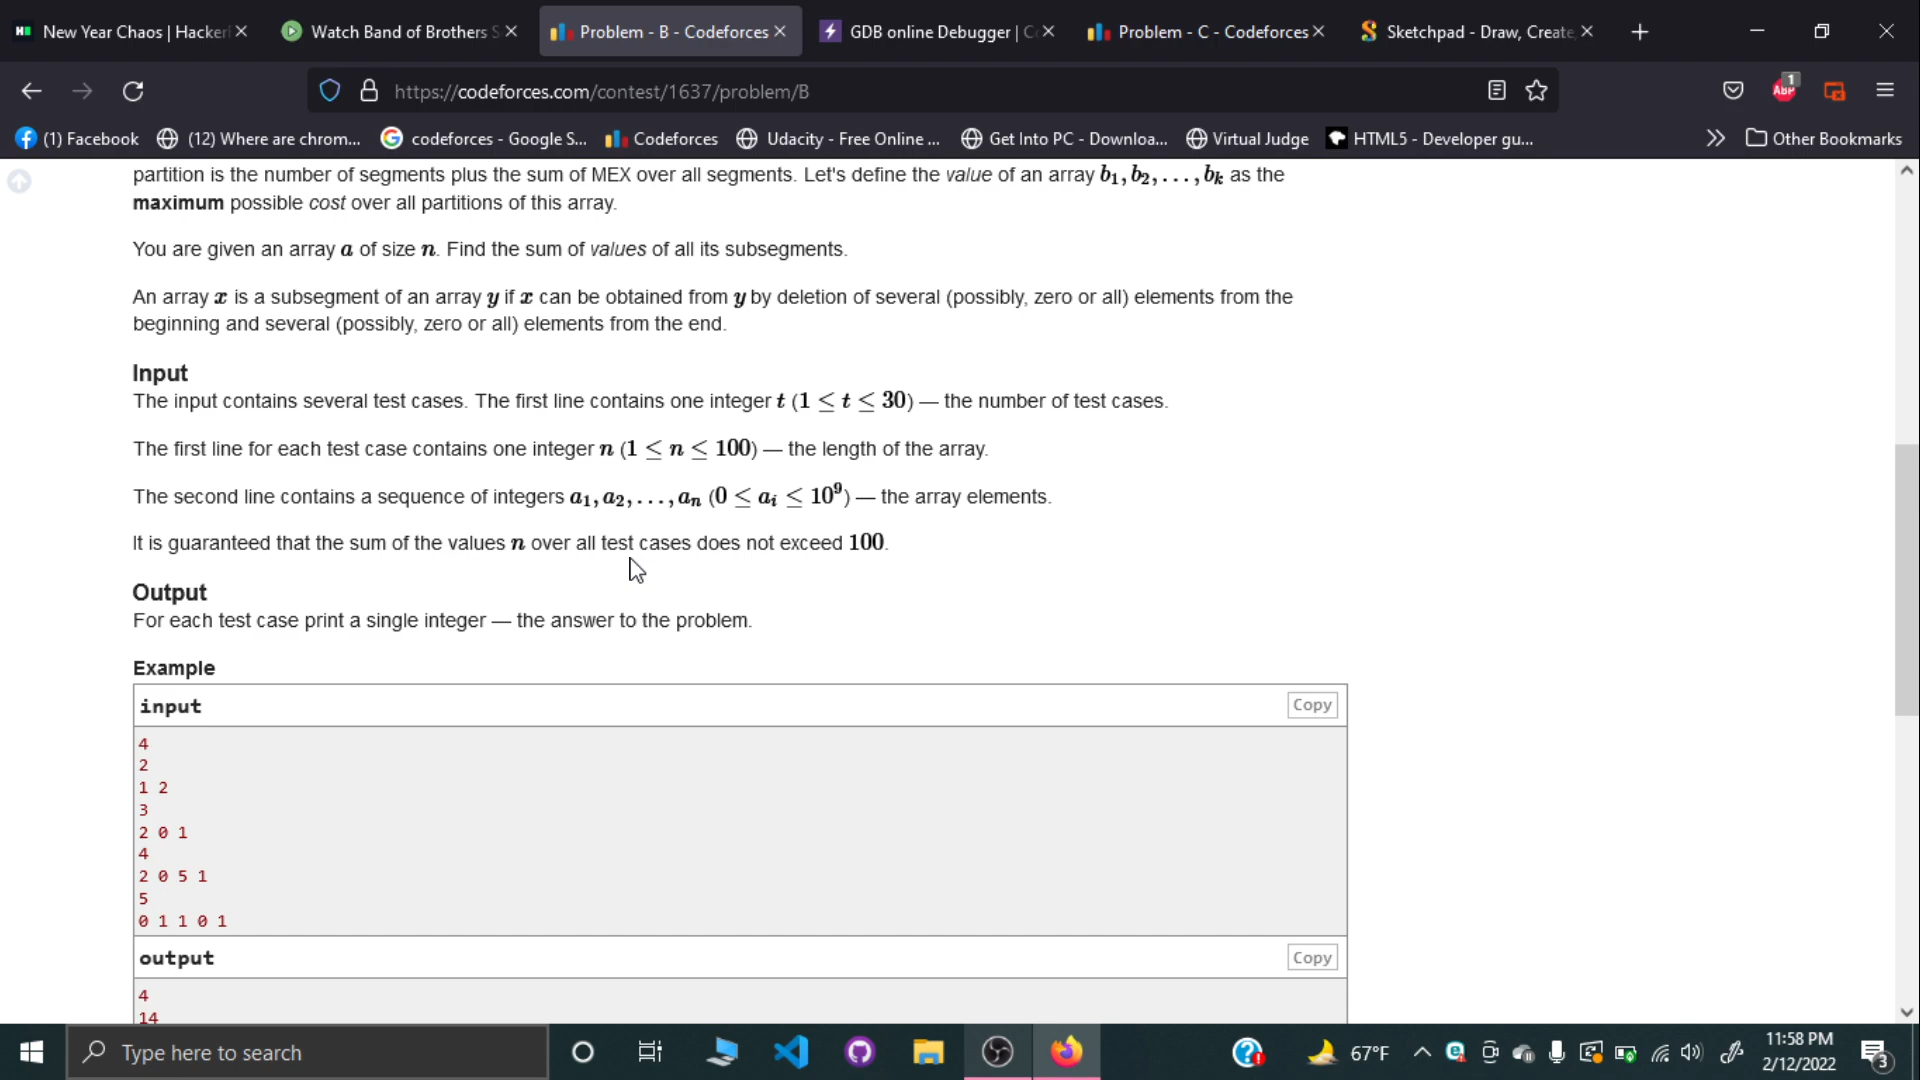 New Year Chaos | HackerF
Watch Band of Brothers S
Problem - B - Codeforces
GDB online Debugger | Co
Problem - C - Codeforces
Sketchpad - Draw, Create,
https://codeforces.com/contest/1637/problem/B
ABP
1
(1) Facebook
(12) Where are chrom...
codeforces - Google S...
Codeforces
Udacity - Free Online ...
Get Into PC - Downloa...
Virtual Judge
HTML5 - Developer gu...
Other Bookmarks
partition is the number of segments plus the sum of MEX over all segments. Let's define the value of an array b1, b2, . . . , bk as the
maximum possible cost over all partitions of this array.
You are given an array a of size n. Find the sum of values of all its subsegments.
An array x is a subsegment of an array y if x can be obtained from y by deletion of several (possibly, zero or all) elements from the
beginning and several (possibly, zero or all) elements from the end.
Input
The input contains several test cases. The first line contains one integer t (1 ≤ t ≤ 30) — the number of test cases.
The first line for each test case contains one integer n (1 ≤ n ≤ 100) — the length of the array.
The second line contains a sequence of integers a1, a2, . . . , an (0 ≤ ai ≤ 10⁹) — the array elements.
It is guaranteed that the sum of the values n over all test cases does not exceed 100.
Output
For each test case print a single integer — the answer to the problem.
Example
input
Copy
4
2
1 2
3
2 0 1
4
2 0 5 1
5
0 1 1 0 1
output
Copy
4
14
Type here to search
67°F
11:58 PM
2/12/2022
3